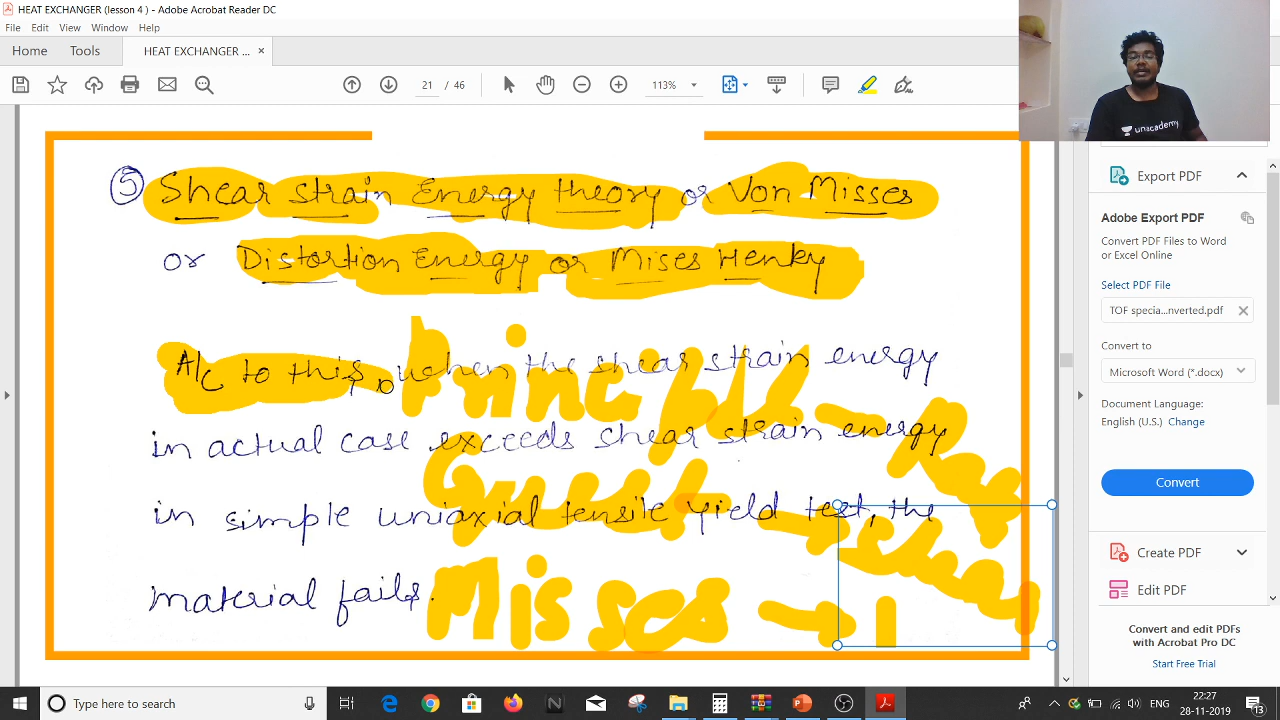 HEAT EXCHANGER (lesson 4 ) - Adobe Acrobat Reader DC
File Edit View Window Help
Home Tools HEAT EXCHANGER ... ×
21 / 46 113%
unacademy
5 Shear strain Energy theory or Von Misses
or Distortion Energy or Mises Henky
A/c to this, when the shear strain energy
in actual case exceeds shear strain energy
in simple uniaxial tensile yield test, the
material fails.
Guest
Misses
Export PDF
Adobe Export PDF
Convert PDF Files to Word
or Excel Online
Select PDF File
TOF specia...nverted.pdf
Convert to
Microsoft Word (*.docx)
Document Language:
English (U.S.) Change
Convert
Create PDF
Edit PDF
Convert and edit PDFs
with Acrobat Pro DC
Start Free Trial
Type here to search
ENG
22:27
28-11-2019
13